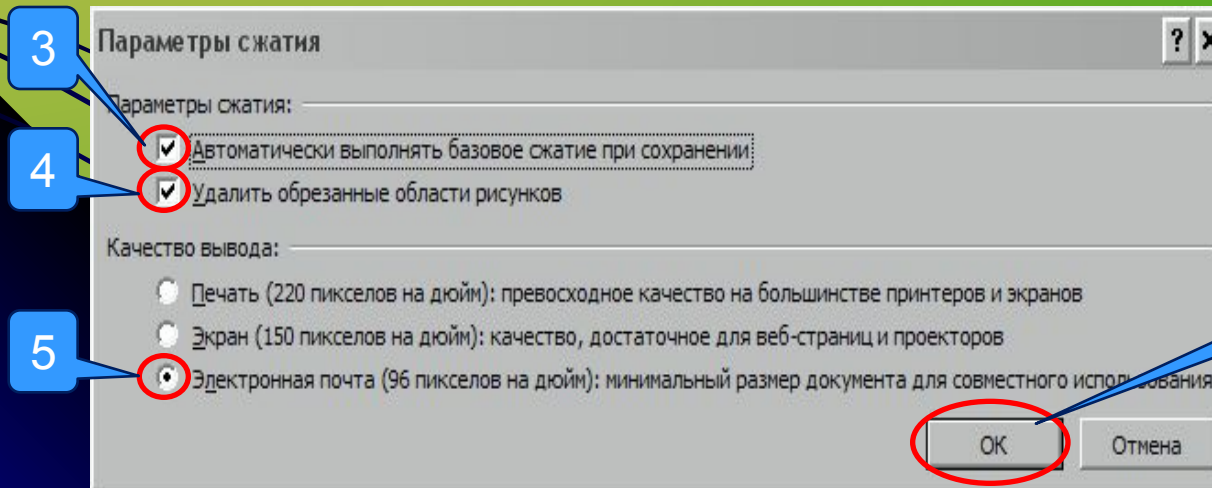 3
Параметры сжатия
?
Параметры сжатия:
Автоматически выполнять базовое сжатие при сохранении
4
Удалить обрезанные области рисунков
Качество вывода:
Печать (220 пикселов на дюйм): превосходное качество на большинстве принтеров и экранов
Экран (150 пикселов на дюйм): качество, достаточное для веб-страниц и проекторов
5
Электронная почта (96 пикселов на дюйм): минимальный размер документа для совместного использования
ОК
Отмена